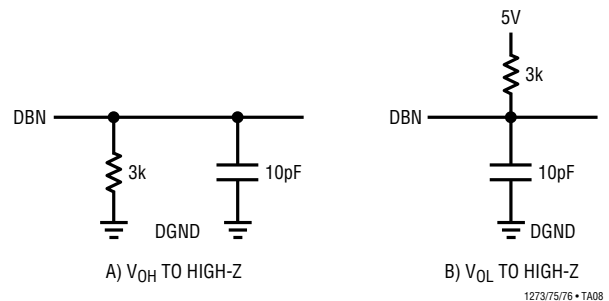 5V
3k
DBN
DBN
3k
10pF
10pF
DGND
DGND
A) VOH TO HIGH-Z
B) VOL TO HIGH-Z
1273/75/76 • TA08